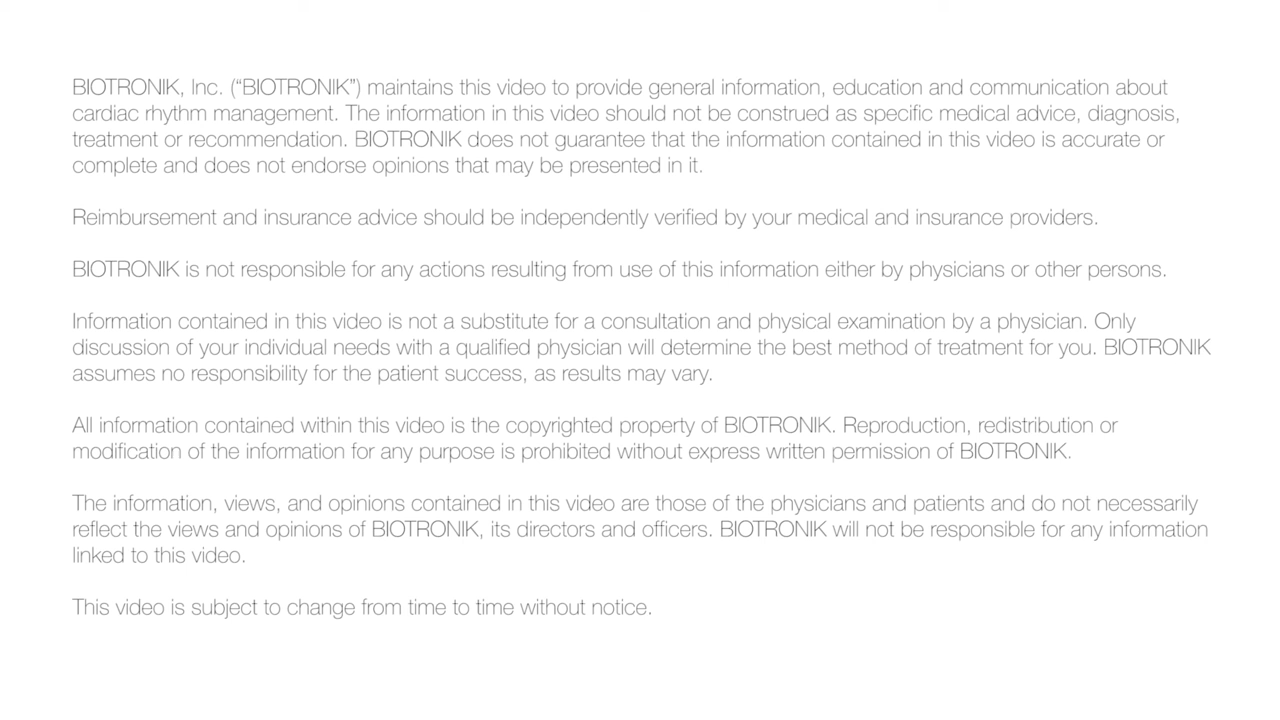 BIOTRONIK, Inc. (“BIOTRONIK”) maintains this video to provide general information, education and communication about
cardiac rhythm management. The information in this video should not be construed as specific medical advice, diagnosis,
treatment or recommendation. BIOTRONIK does not guarantee that the information contained in this video is accurate or
complete and does not endorse opinions that may be presented in it.
Reimbursement and insurance advice should be independently verified by your medical and insurance providers.
BIOTRONIK is not responsible for any actions resulting from use of this information either by physicians or other persons.
Information contained in this video is not a substitute for a consultation and physical examination by a physician. Only
discussion of your individual needs with a qualified physician will determine the best method of treatment for you. BIOTRONIK
assumes no responsibility for the patient success, as results may vary.
All information contained within this video is the copyrighted property of BIOTRONIK. Reproduction, redistribution or
modification of the information for any purpose is prohibited without express written permission of BIOTRONIK.
The information, views, and opinions contained in this video are those of the physicians and patients and do not necessarily
reflect the views and opinions of BIOTRONIK, its directors and officers. BIOTRONIK will not be responsible for any information
linked to this video.
This video is subject to change from time to time without notice.